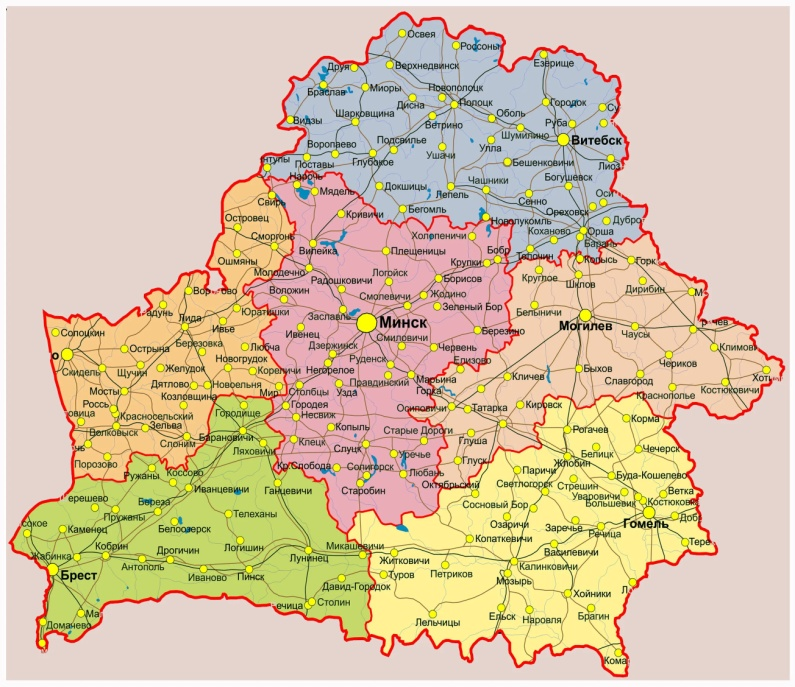 Освея
Россоны
Езерище
Друя
Верхнедвинск
Браслав
Миоры
Новополоцк
Дисна
Полоцк
Городок
Су
Видзы
Шарковщина
Ветрино
Оболь
Руба
Шумилино
Витебск
Воропаево
Подсвилье
Ушачи
Улла
Поставы
Глубокое
Бешенковичи
Лиоз
нтупы
Нарочь
Мядель
Докшицы
Лепель
Чашники
Богушевск
Сенно
Оси
Свирь
Кривичи
Бегомль
Новолукомль
Ореховск
Дубро
Островец
Сморгонь
Холопеничи
Коханово
Орша
Барань
Ошмяны
Вилейка
Плещеницы
Бобр
Толочин
Крупки
Копысь
Горк
Молодечно
Радошковичи
Логойск
Борисов
Круглое
Шклов
Дирибин
М
Воложин
Смолевичи
Жодино
Зеленый Бор
Белыничи
Юратишки
Заславль
Минск
Могилев
Лида
Ивье
Ивенец
Смиловичи
Березино
Чаусы
Солоцкин
Березовка
Любча
Дзержинск
Руденск
Червень
Климови
о
Острына
Новогрудок
Негорелое
Елизово
Чериков
Скидель
Щучин
Желудок
Кореличи
Правдинский
Марьина
Горка
Кличев
Быхов
Славгород
Хоть
Мосты
Дятлово
Новоельня
Мир
Столбцы
Узда
Краснополье
Костюковичи
Козловщина
Городея
Осиповичи
Татарка
Кировск
Россь
Красносельский
Городище
Несвиж
Копыль
Рогачев
Корма
Волковыск
Зельва
Барановичи
Старые Дороги
Глуша
Слоним
Ляховичи
Клецк
Слуцк
Уречье
Глуск
Белицк
Чечерск
Жлобин
Порозово
Ружаны
Коссово
Кр.Слобода
Солигорск
Любань
Паричи
Буда-Кошелево
Старобин
Октябрьский
Светлогорск
Стрешин
Ивацевичи
Ганцевичи
Уваровичи
Ветка
Береза
Сосновый Бор
Большевик
Костюковка
Пружаны
Телеханы
Озаричи
Гомель
Добр
Каменец
Белоозерск
Заречье
Речица
Логишин
Копаткевичи
Тере
Жабинка
Кобрин
Дрогичин
Лунинец
Микашевичи
Житковичи
Василевичи
Антополь
Калинковичи
Брест
Иваново
Пинск
Туров
Петриков
Мозырь
Давид-Городок
Хойники
Столин
Ма
Лельчицы
Ельск
Наровля
Брагин
Доманево
Кома